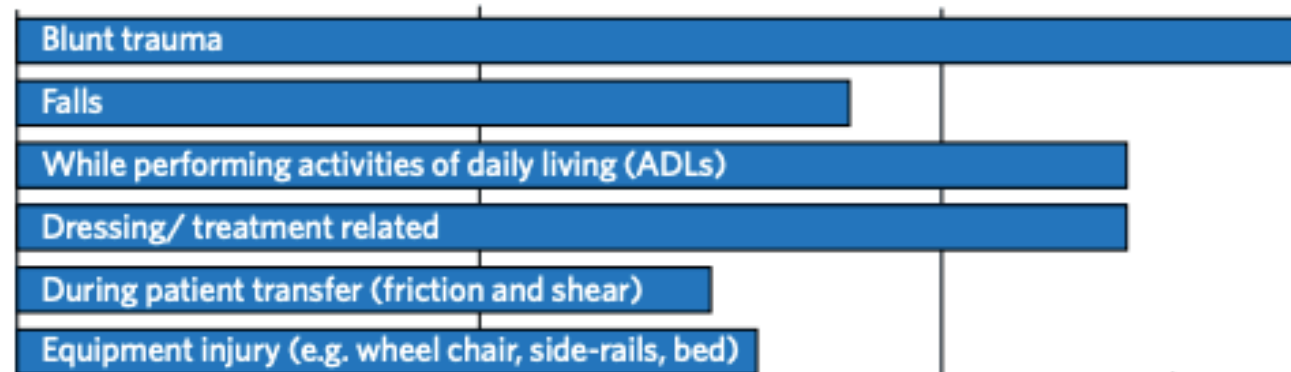 Blunt trauma
Falls
While performing activities of daily living (ADLs)
Dressing/ treatment related
During patient transfer (friction and shear)
Equipment injury (e.g. wheel chair, side-rails, bed)